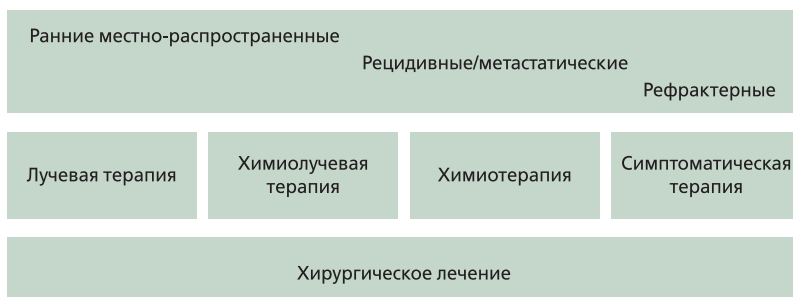 Ранние местно-распространенные
Рецидивные/метастатические
Рефрактерные
Лучевая терапия
Химиолучевая
терапия
Химиотерапия
Симптоматическая
терапия
Хирургическое лечение